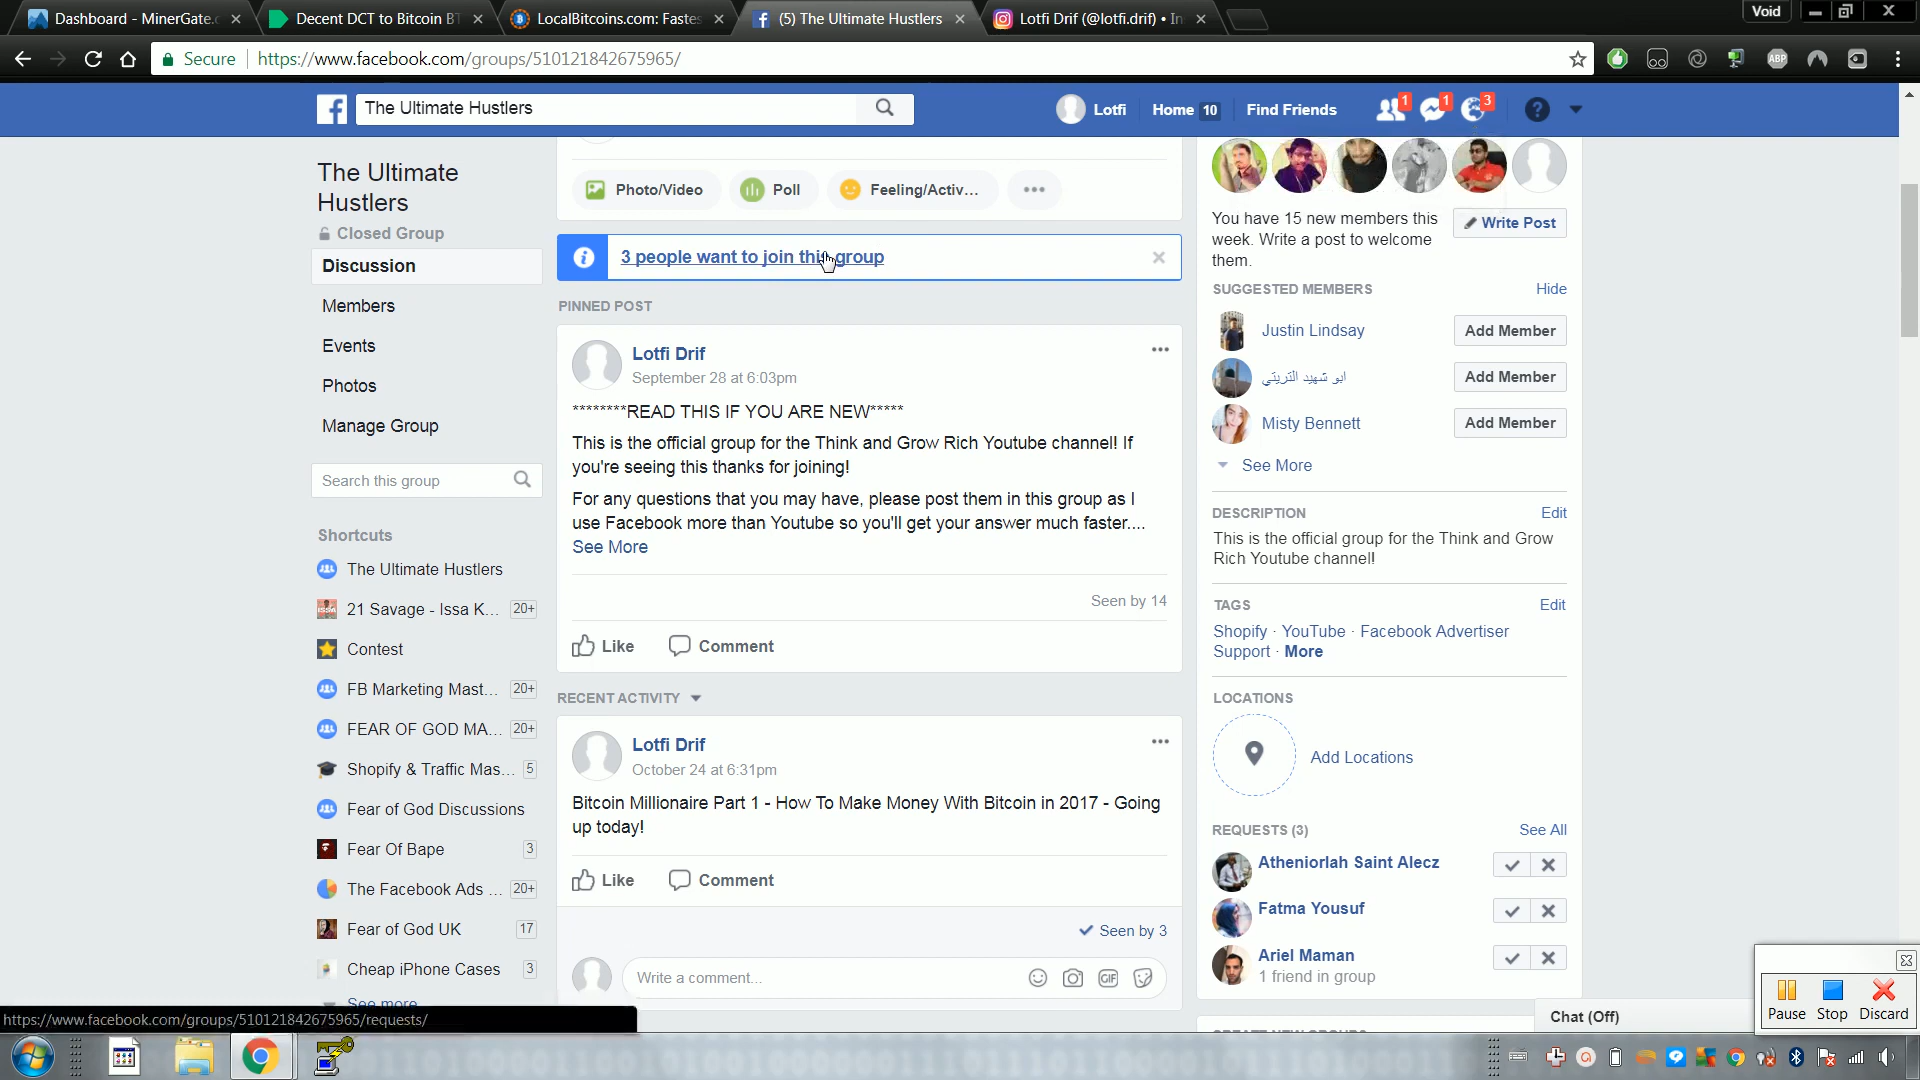 Dashboard - MinerGate.c
Decent DCT to Bitcoin BT
LocalBitcoins.com: Fastes
(5) The Ultimate Hustlers
Lotfi Drif (@lotfi.drif) • In
Void
Secure
https://www.facebook.com/groups/510121842675965/
ABP
The Ultimate Hustlers
Lotfi
Home 10
Find Friends
1
1
3
The Ultimate
Hustlers
Closed Group
Discussion
Members
Events
Photos
Manage Group
Search this group
Shortcuts
The Ultimate Hustlers
21 Savage - Issa K... 20+
Contest
FB Marketing Mast... 20+
FEAR OF GOD MA... 20+
Shopify & Traffic Mas... 5
Fear of God Discussions
Fear Of Bape 3
The Facebook Ads ... 20+
Fear of God UK 17
Cheap iPhone Cases 3
See more
Photo/Video
Poll
Feeling/Activ...
3 people want to join this group
PINNED POST
Lotfi Drif
September 28 at 6:03pm
********READ THIS IF YOU ARE NEW*****
This is the official group for the Think and Grow Rich Youtube channel! If
you're seeing this thanks for joining!
For any questions that you may have, please post them in this group as I
use Facebook more than Youtube so you'll get your answer much faster....
See More
Seen by 14
Like
Comment
RECENT ACTIVITY
Lotfi Drif
October 24 at 6:31pm
Bitcoin Millionaire Part 1 - How To Make Money With Bitcoin in 2017 - Going
up today!
Like
Comment
Seen by 3
Write a comment...
GIF
You have 15 new members this
week. Write a post to welcome
them.
Write Post
SUGGESTED MEMBERS
Hide
Justin Lindsay
Add Member
ابو شهيد التريتي
Add Member
Misty Bennett
Add Member
See More
DESCRIPTION
Edit
This is the official group for the Think and Grow
Rich Youtube channel!
TAGS
Edit
Shopify · YouTube · Facebook Advertiser
Support · More
LOCATIONS
Add Locations
REQUESTS (3)
See All
Atheniorlah Saint Alecz
Fatma Yousuf
Ariel Maman
1 friend in group
Chat (Off)
Pause
Stop
Discard
https://www.facebook.com/groups/510121842675965/requests/